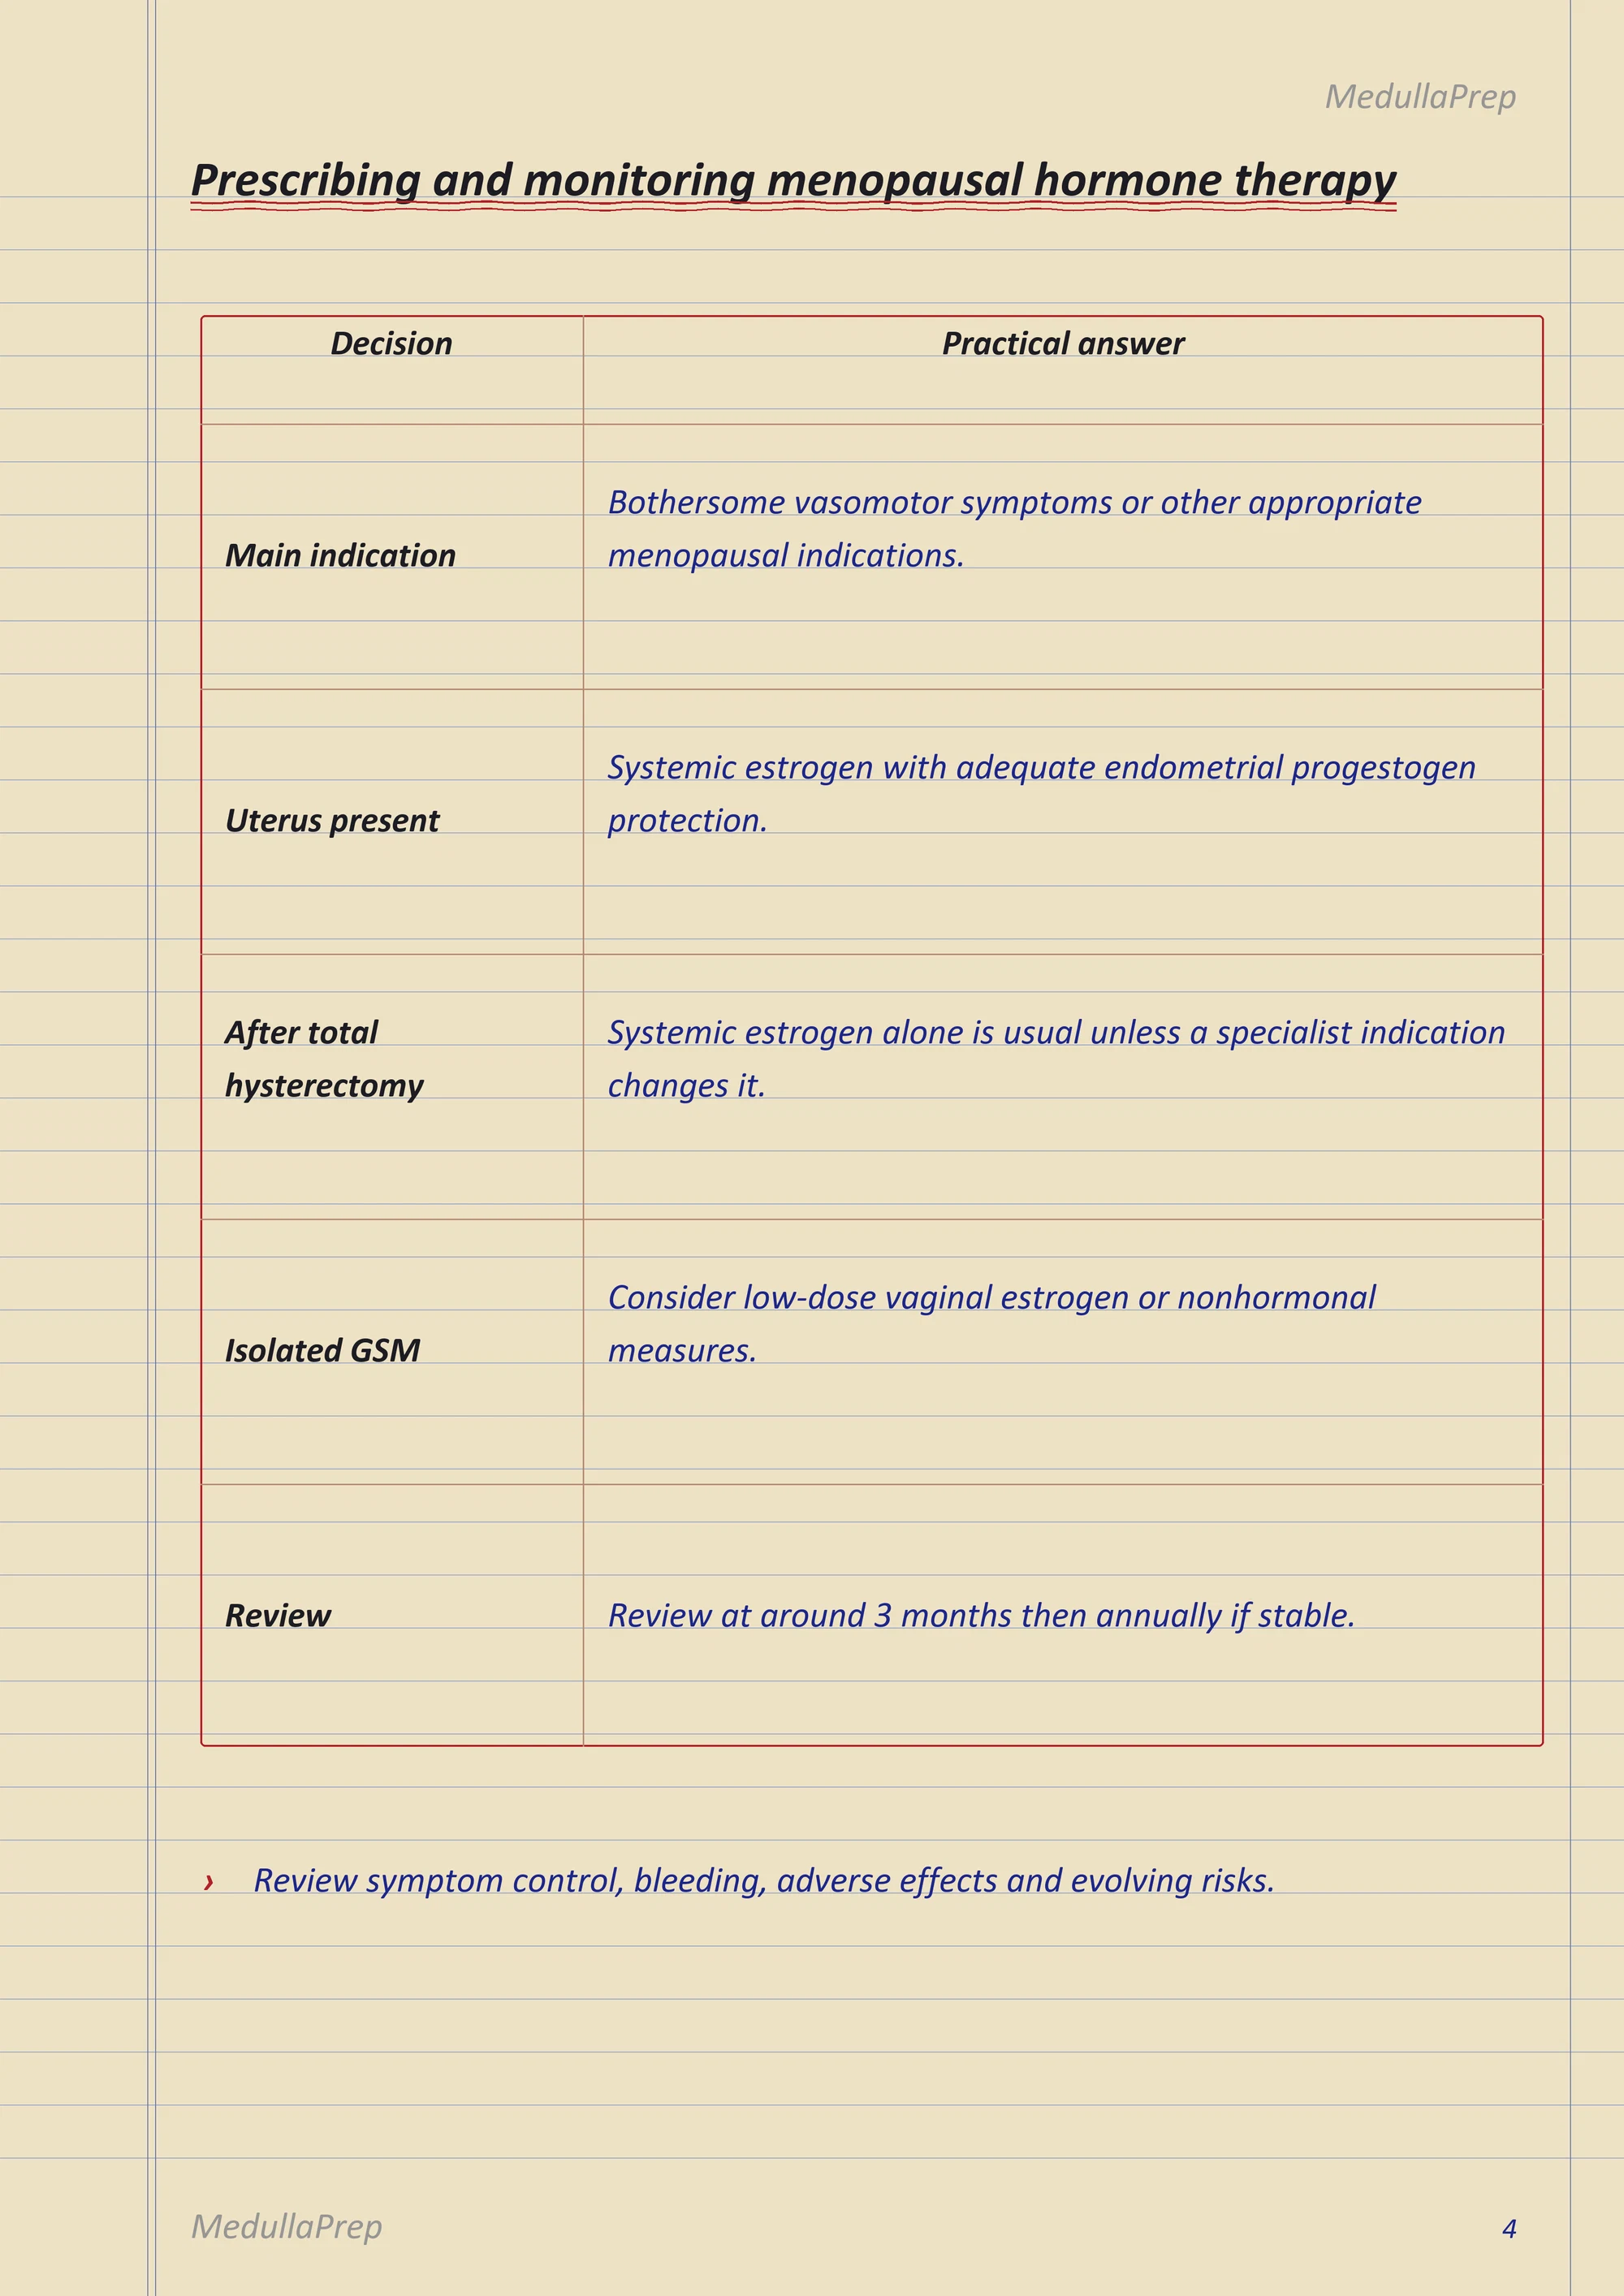 MedullaPrep
Prescribing and monitoring menopausal hormone therapy
Decision
Practical answer
Main indication
Bothersome vasomotor symptoms or other appropriate
menopausal indications.
Uterus present
Systemic estrogen with adequate endometrial progestogen
protection.
After total
hysterectomy
Systemic estrogen alone is usual unless a specialist indication
changes it.
Isolated GSM
Consider low-dose vaginal estrogen or nonhormonal
measures.
Review
Review at around 3 months then annually if stable.
› Review symptom control, bleeding, adverse effects and evolving risks.
MedullaPrep
4